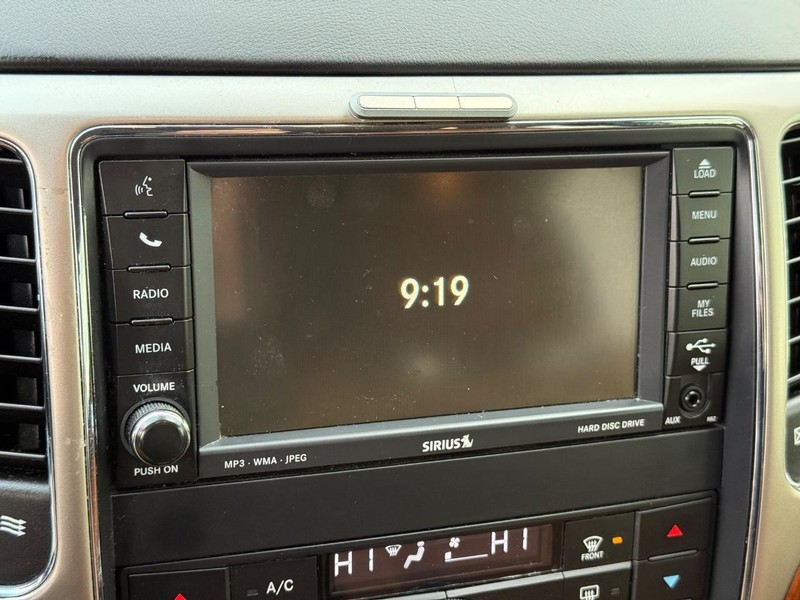 LOAD
MENU
AUDIO
MY
FILES
PULL
AUX
RADIO
MEDIA
VOLUME
PUSH ON
9:19
MP3 · WMA · JPEG
SIRIUS
HARD DISC DRIVE
HI
HI
A/C
FRONT